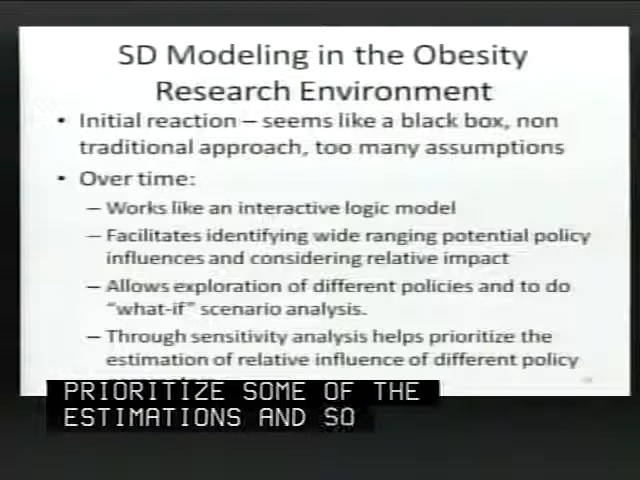 SD Modeling in the Obesity
Research Environment
• Initial reaction – seems like a black box, non
traditional approach, too many assumptions
• Over time:
– Works like an interactive logic model
– Facilitates identifying wide ranging potential policy
influences and considering relative impact
– Allows exploration of different policies and to do
“what-if” scenario analysis.
– Through sensitivity analysis helps prioritize the
estimation of relative influence of different policy
PRIORITIZE SOME OF THE
ESTIMATIONS AND SO